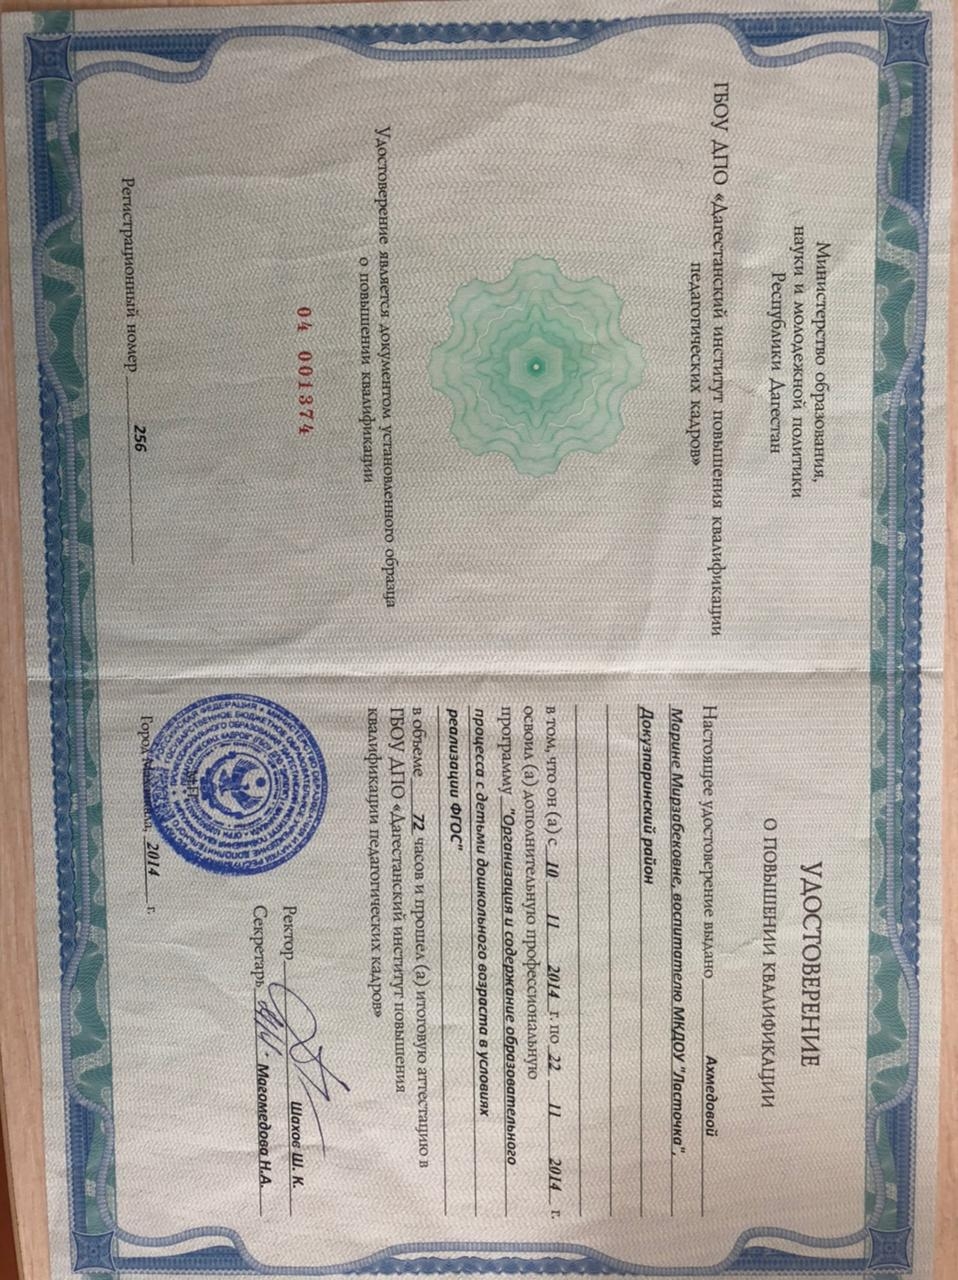 Министерство образования,
науки и молодежной политики
Республики Дагестан
ГБОУ ДПО «Дагестанский институт повышения квалификации
педагогических кадров»
Удостоверение является документом установленного образца
о повышении квалификации
04 001374
Регистрационный номер 256
УДОСТОВЕРЕНИЕ
О ПОВЫШЕНИИ КВАЛИФИКАЦИИ
Настоящее удостоверение выдано Ахмедовой
Марине Мирзабековне, воспитателю МКДОУ "Ласточка",
Докузпаринский район
в том, что он (а) с 10 11 2014 г. по 22 11 2014 г.
освоил (а) дополнительную профессиональную
программу "Организация и содержание образовательного
процесса с детьми дошкольного возраста в условиях
реализации ФГОС"
в объеме 72 часов и прошел (а) итоговую аттестацию в
ГБОУ ДПО «Дагестанский институт повышения
квалификации педагогических кадров»
Ректор Шахов Ш. К.
Секретарь Магомедова Н.А.
Город Махачкала, 2014 г.